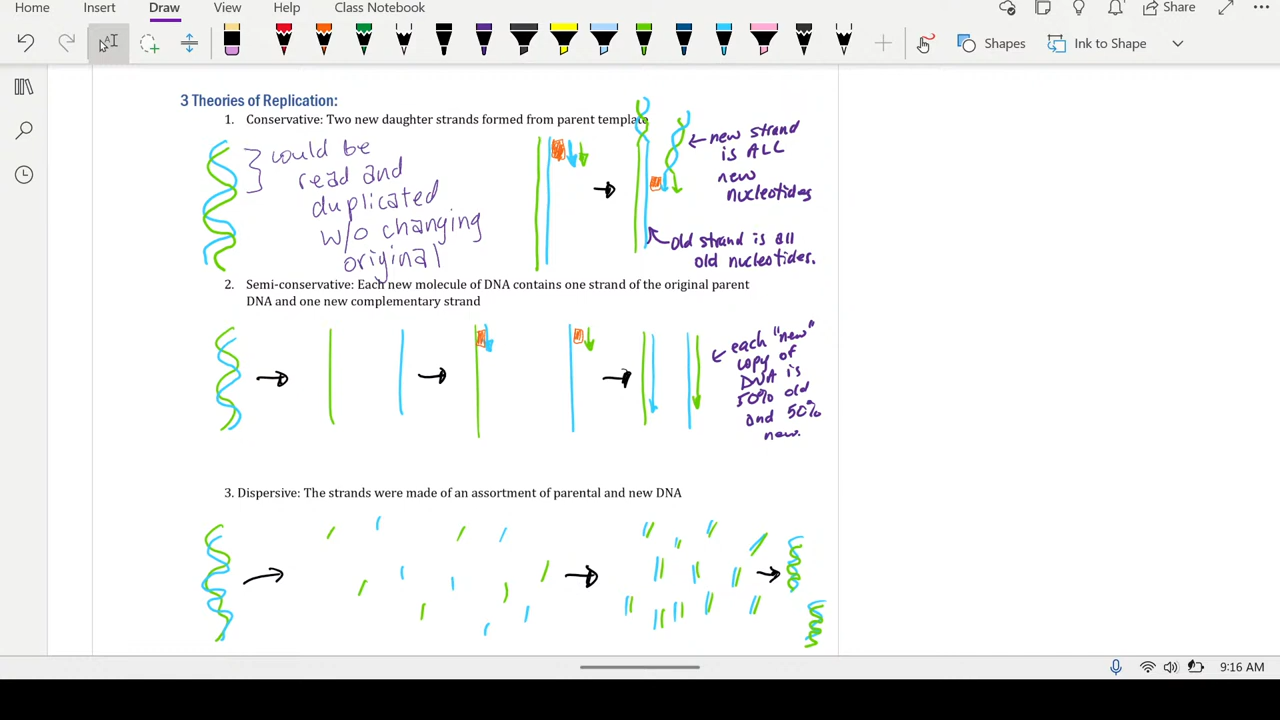 Home Insert Draw View Help Class Notebook
Share
Shapes Ink to Shape
3 Theories of Replication:
1. Conservative: Two new daughter strands formed from parent template
could be
read and
duplicated
w/o changing
original
new strand
is ALL
new
nucleotides
old strand is all
old nucleotides.
2. Semi-conservative: Each new molecule of DNA contains one strand of the original parent
DNA and one new complementary strand
each "new"
copy of
DNA is
50% old
and 50%
new.
3. Dispersive: The strands were made of an assortment of parental and new DNA
9:16 AM